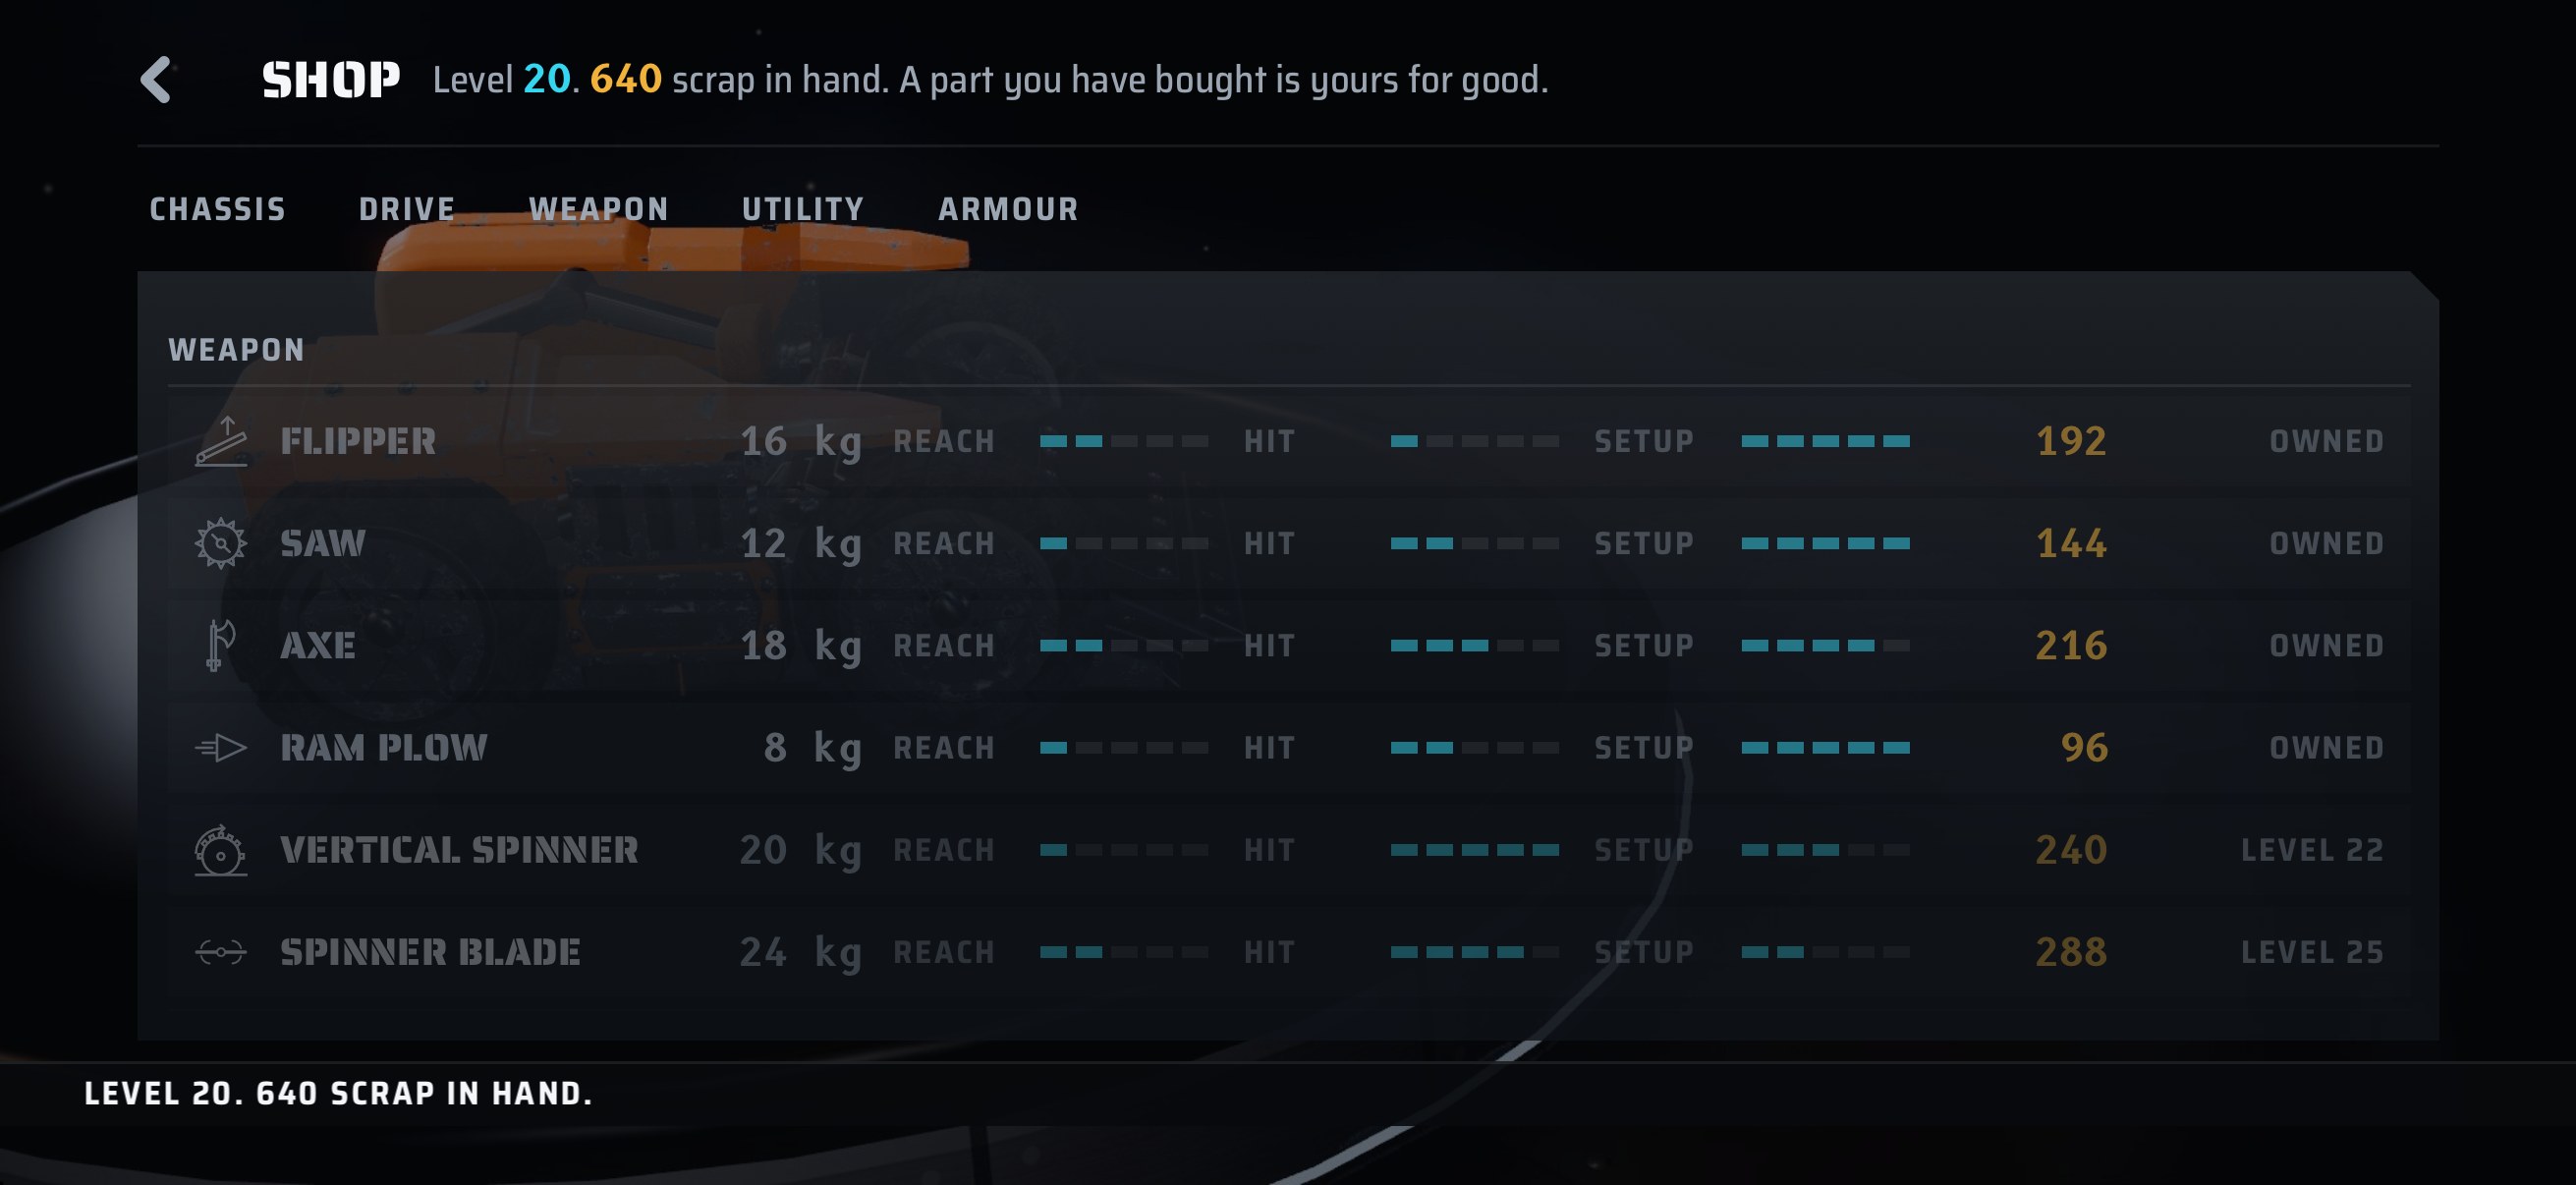 SHOP Level 20. 640 scrap in hand. A part you have bought is yours for good.
CHASSIS DRIVE WEAPON UTILITY ARMOUR
WEAPON
FLIPPER 16 kg REACH HIT SETUP 192 OWNED
SAW 12 kg REACH HIT SETUP 144 OWNED
AXE 18 kg REACH HIT SETUP 216 OWNED
RAM PLOW 8 kg REACH HIT SETUP 96 OWNED
VERTICAL SPINNER 20 kg REACH HIT SETUP 240 LEVEL 22
SPINNER BLADE 24 kg REACH HIT SETUP 288 LEVEL 25
LEVEL 20. 640 SCRAP IN HAND.